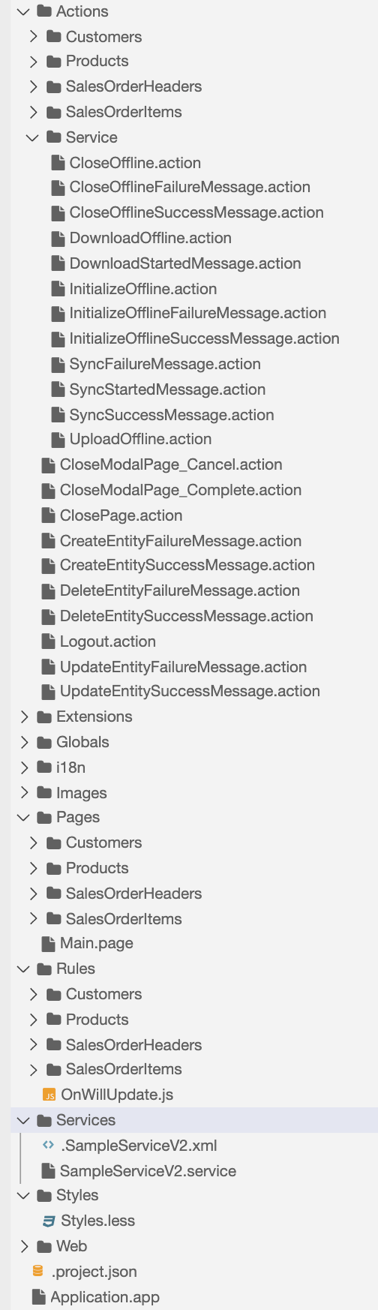 Actions
Customers
Products
SalesOrderHeaders
SalesOrderItems
Service
CloseOffline.action
CloseOfflineFailureMessage.action
CloseOfflineSuccessMessage.action
DownloadOffline.action
DownloadStartedMessage.action
InitializeOffline.action
InitializeOfflineFailureMessage.action
InitializeOfflineSuccessMessage.action
SyncFailureMessage.action
SyncStartedMessage.action
SyncSuccessMessage.action
UploadOffline.action
CloseModalPage_Cancel.action
CloseModalPage_Complete.action
ClosePage.action
CreateEntityFailureMessage.action
CreateEntitySuccessMessage.action
DeleteEntityFailureMessage.action
DeleteEntitySuccessMessage.action
Logout.action
UpdateEntityFailureMessage.action
UpdateEntitySuccessMessage.action
Extensions
Globals
i18n
Images
Pages
Customers
Products
SalesOrderHeaders
SalesOrderItems
Main.page
Rules
Customers
Products
SalesOrderHeaders
SalesOrderItems
JS OnWillUpdate.js
Services
.SampleServiceV2.xml
SampleServiceV2.service
Styles
Styles.less
Web
.project.json
Application.app